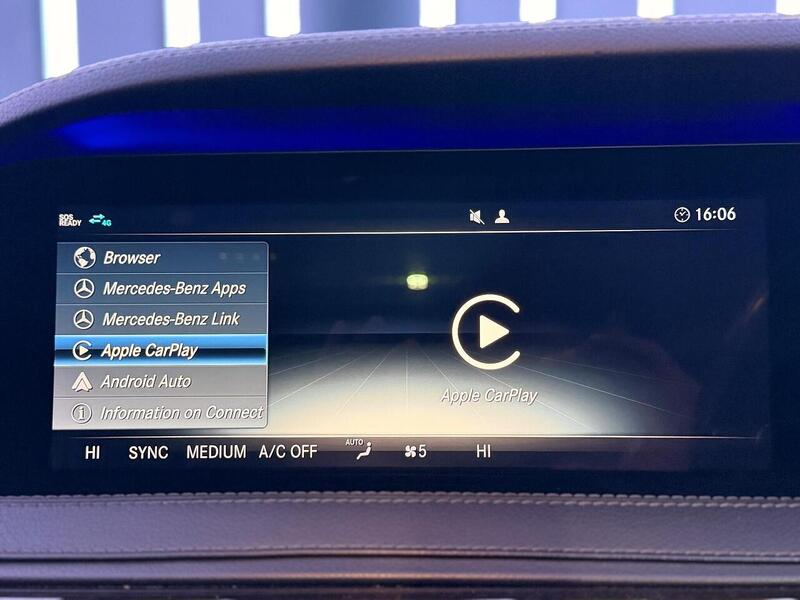 SOS
READY
4G
16:06
Browser
Mercedes-Benz Apps
Mercedes-Benz Link
Apple CarPlay
Android Auto
Information on Connect
Apple CarPlay
HI SYNC MEDIUM A/C OFF AUTO 5 HI